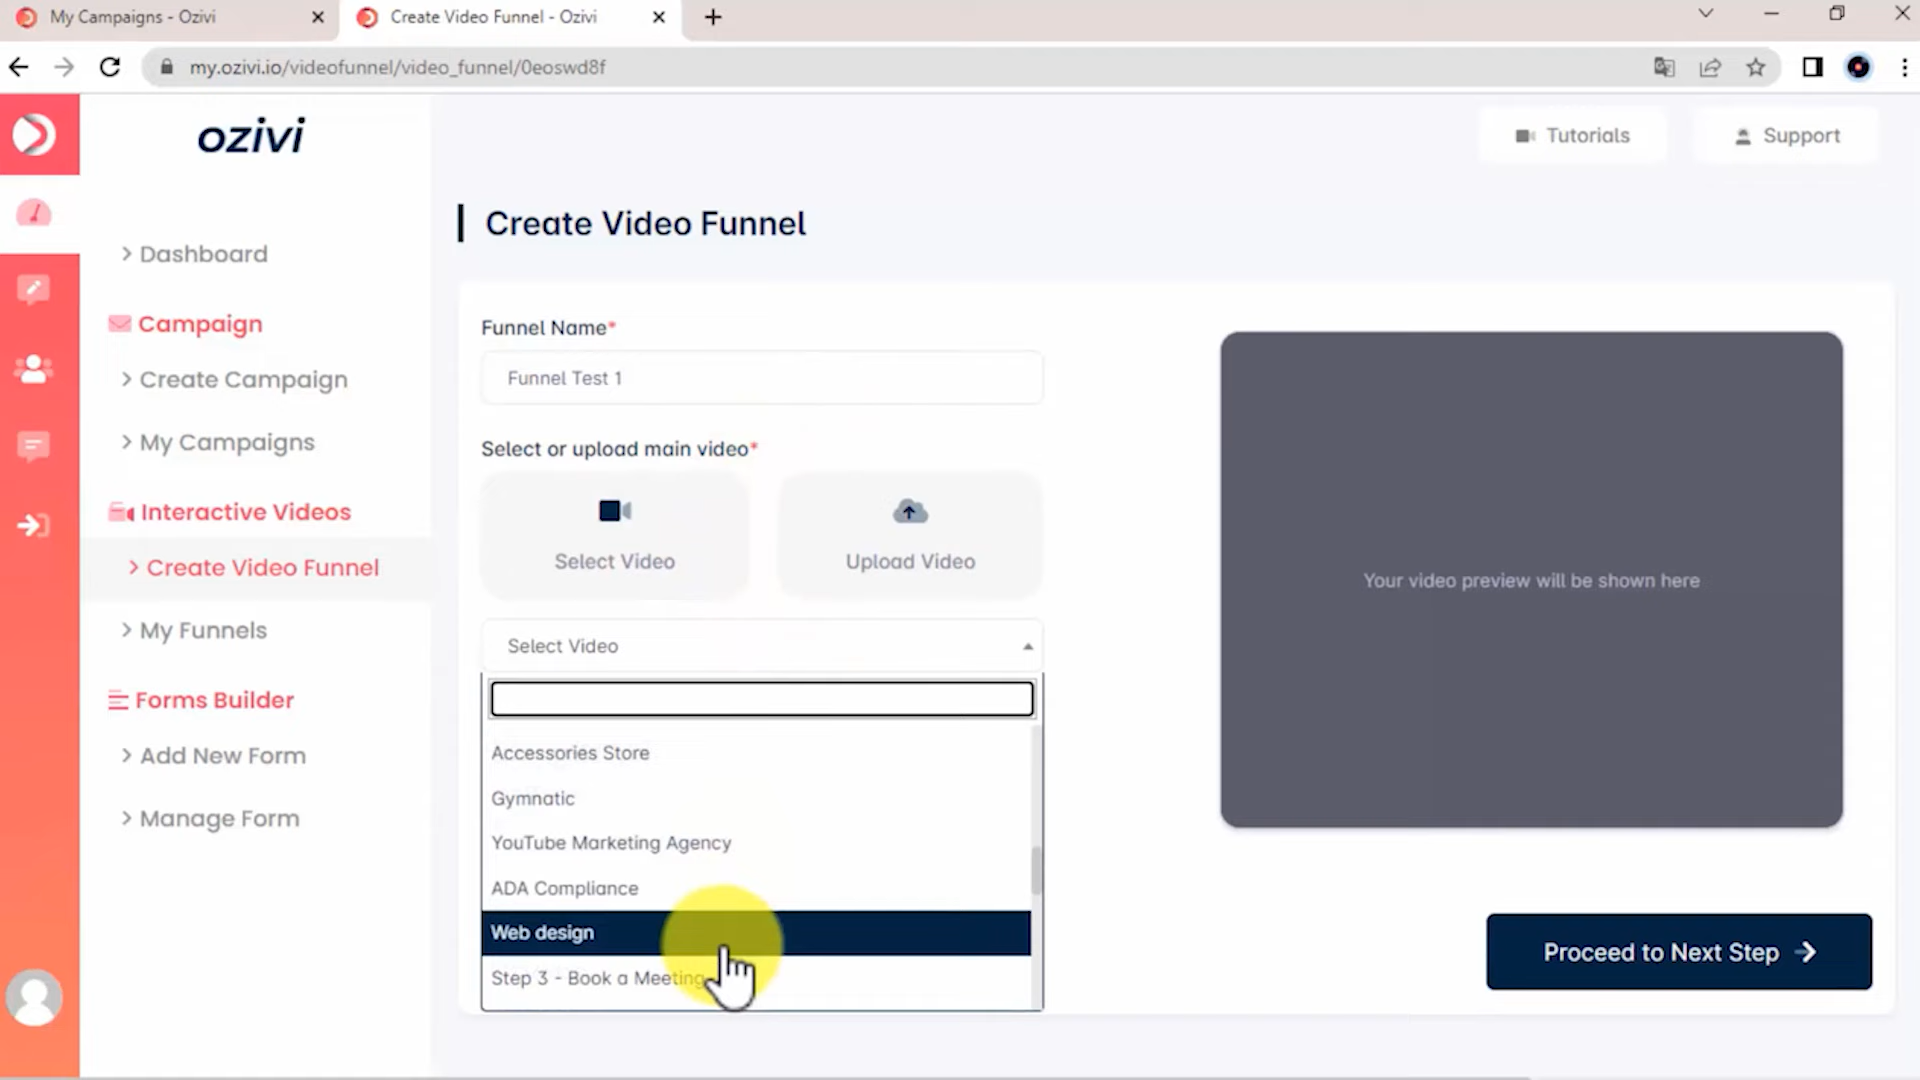 My Campaigns - Ozivi
Create Video Funnel - Ozivi
my.ozivi.io/videofunnel/video_funnel/0eoswd8f
ozivi
Tutorials
Support
Dashboard
Campaign
Create Campaign
My Campaigns
Interactive Videos
Create Video Funnel
My Funnels
Forms Builder
Add New Form
Manage Form
Create Video Funnel
Funnel Name*
Funnel Test 1
Select or upload main video*
Select Video
Upload Video
Select Video
Accessories Store
Gymnatic
YouTube Marketing Agency
ADA Compliance
Web design
Step 3 - Book a Meeting
Your video preview will be shown here
Proceed to Next Step